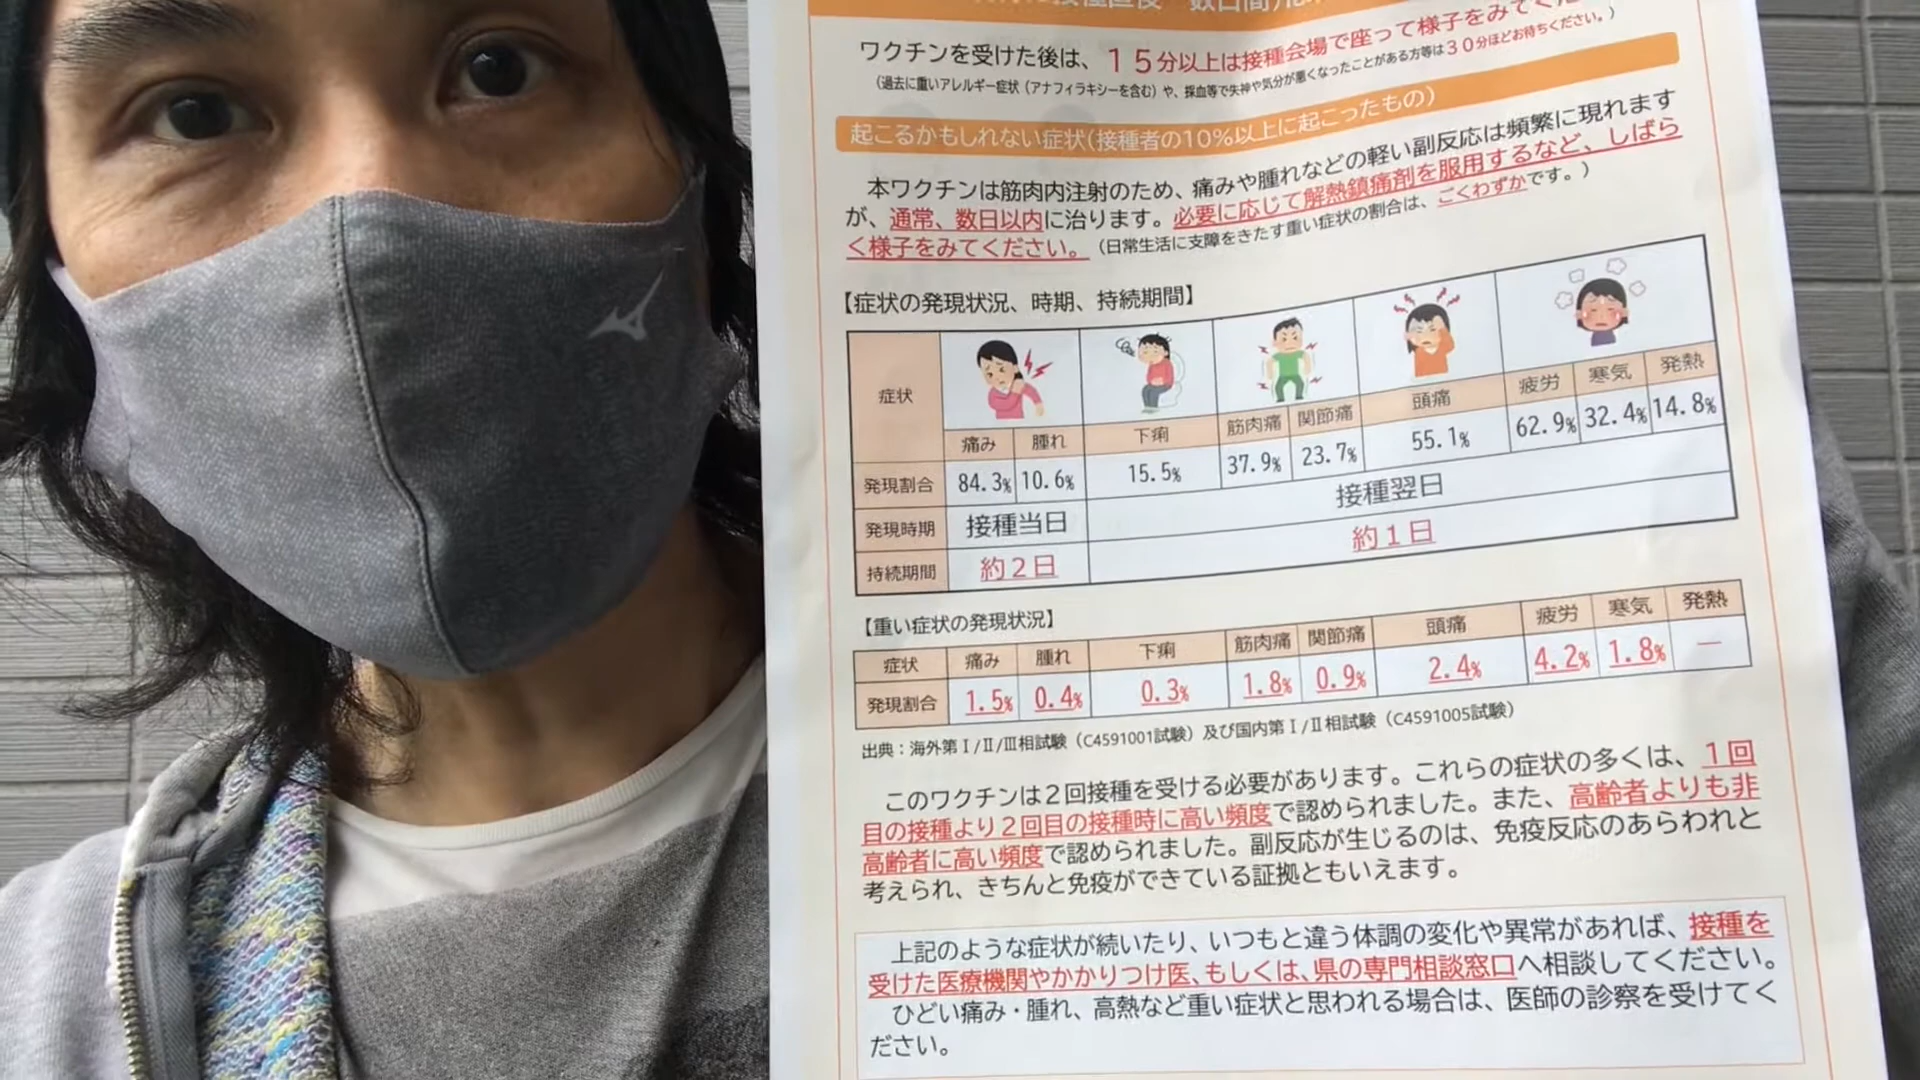 ワクチンを受けた後は、15分以上は接種会場で座って様子をみてくだ
（過去に重いアレルギー症状（アナフィラキシーを含む）や、採血等で失神や気分が悪くなったことがある方等は30分ほどお待ちください。）
起こるかもしれない症状(接種者の10%以上に起こったもの)
本ワクチンは筋肉内注射のため、痛みや腫れなどの軽い副反応は頻繁に現れます
が、通常、数日以内に治ります。必要に応じて解熱鎮痛剤を服用するなど、しばら
く様子をみてください。（日常生活に支障をきたす重い症状の割合は、ごくわずかです。）
【症状の発現状況、時期、持続期間】
症状 痛み 腫れ 下痢 筋肉痛 関節痛 頭痛 疲労 寒気 発熱
発現割合 84.3% 10.6% 15.5% 37.9% 23.7% 55.1% 62.9% 32.4% 14.8%
発現時期 接種当日 接種翌日
持続期間 約2日 約1日
【重い症状の発現状況】
症状 痛み 腫れ 下痢 筋肉痛 関節痛 頭痛 疲労 寒気 発熱
発現割合 1.5% 0.4% 0.3% 1.8% 0.9% 2.4% 4.2% 1.8% ―
出典：海外第Ⅰ/Ⅱ/Ⅲ相試験（C4591001試験）及び国内第Ⅰ/Ⅱ相試験（C4591005試験）
このワクチンは2回接種を受ける必要があります。これらの症状の多くは、1回
目の接種より2回目の接種時に高い頻度で認められました。また、高齢者よりも非
高齢者に高い頻度で認められました。副反応が生じるのは、免疫反応のあらわれと
考えられ、きちんと免疫ができている証拠ともいえます。
上記のような症状が続いたり、いつもと違う体調の変化や異常があれば、接種を
受けた医療機関やかかりつけ医、もしくは、県の専門相談窓口へ相談してください。
ひどい痛み・腫れ、高熱など重い症状と思われる場合は、医師の診察を受けてく
ださい。